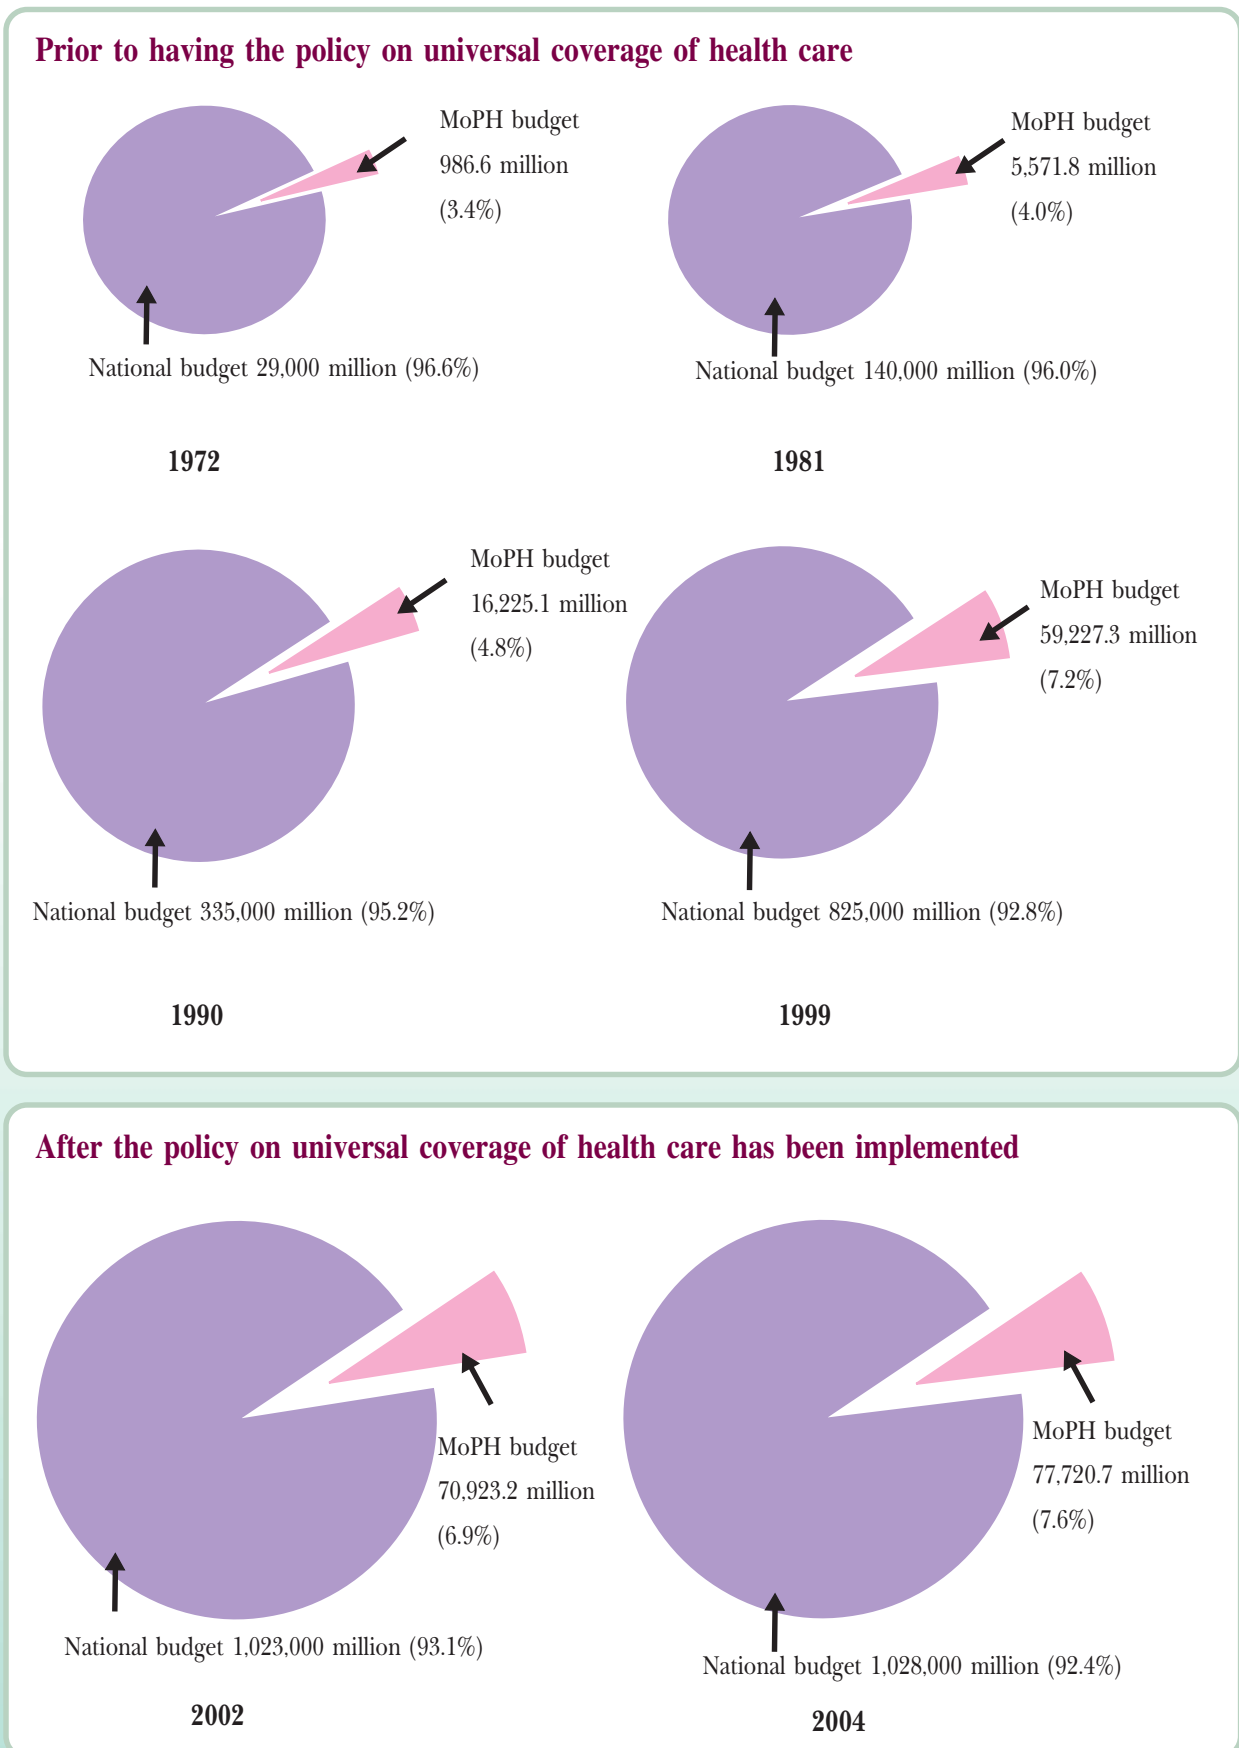 Prior to having the policy on universal coverage of health care
MoPH budget
986.6 million
(3.4%)
National budget 29,000 million (96.6%)
1972
MoPH budget
5,571.8 million
(4.0%)
National budget 140,000 million (96.0%)
1981
MoPH budget
16,225.1 million
(4.8%)
National budget 335,000 million (95.2%)
1990
MoPH budget
59,227.3 million
(7.2%)
National budget 825,000 million (92.8%)
1999
After the policy on universal coverage of health care has been implemented
MoPH budget
70,923.2 million
(6.9%)
National budget 1,023,000 million (93.1%)
2002
MoPH budget
77,720.7 million
(7.6%)
National budget 1,028,000 million (92.4%)
2004